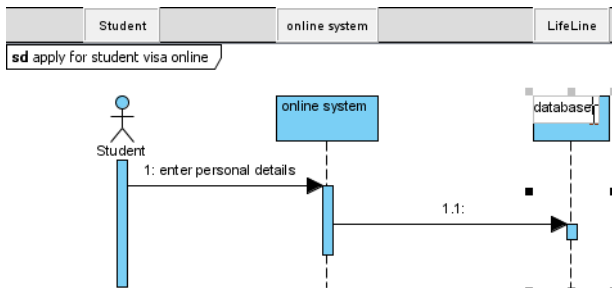 Student
online system
LifeLine
sd apply for student visa online
online system
database
Student
1: enter personal details
1.1: